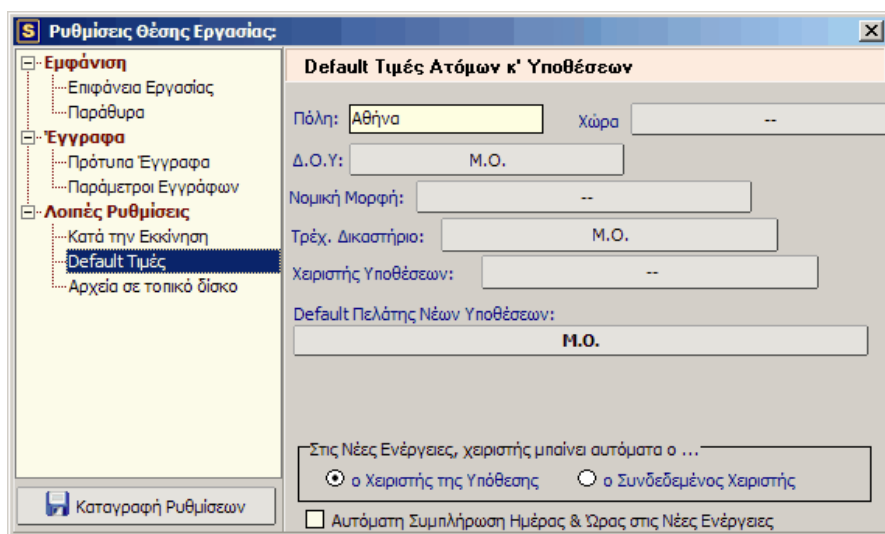 S Ρυθμίσεις Θέσης Εργασίας:
Εμφάνιση
Επιφάνεια Εργασίας
Παράθυρα
Έγγραφα
Πρότυπα Έγγραφα
Παράμετροι Εγγράφων
Λοιπές Ρυθμίσεις
Κατά την Εκκίνηση
Default Τιμές
Αρχεία σε τοπικό δίσκο
Καταγραφή Ρυθμίσεων
Default Τιμές Ατόμων κ' Υποθέσεων
Πόλη: Αθήνα Χώρα --
Δ.Ο.Υ: Μ.Ο.
Νομική Μορφή: --
Τρέχ. Δικαστήριο: Μ.Ο.
Χειριστής Υποθέσεων: --
Default Πελάτης Νέων Υποθέσεων:
Μ.Ο.
Στις Νέες Ενέργειες, χειριστής μπαίνει αυτόματα ο ...
ο Χειριστής της Υπόθεσης ο Συνδεδεμένος Χειριστής
Αυτόματη Συμπλήρωση Ημέρας & Ώρας στις Νέες Ενέργειες